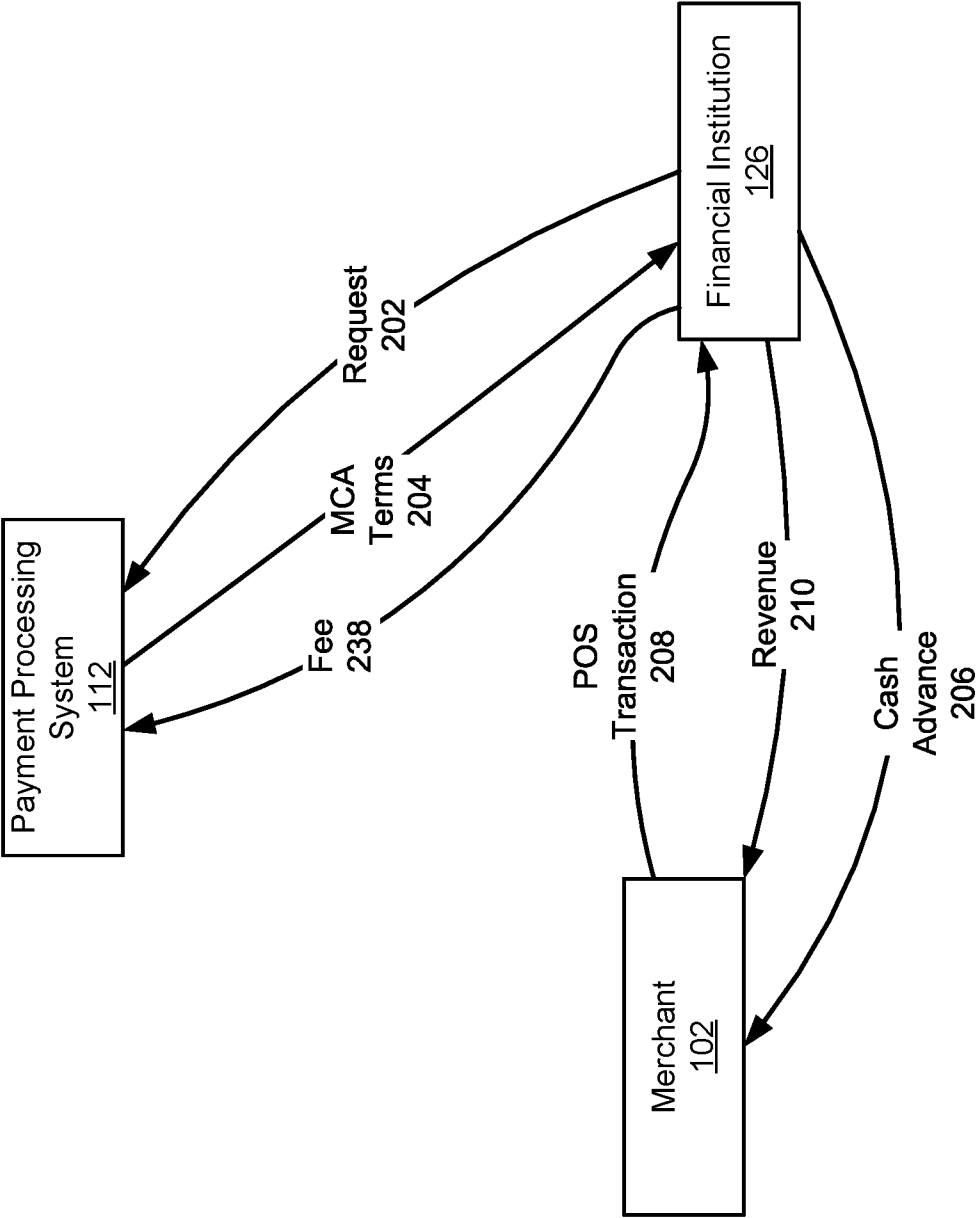 Payment Processing
System
112
Request
202
MCA
Terms
204
Fee
238
Financial Institution
126
POS
Transaction
208
Revenue
210
Cash
Advance
206
Merchant
102